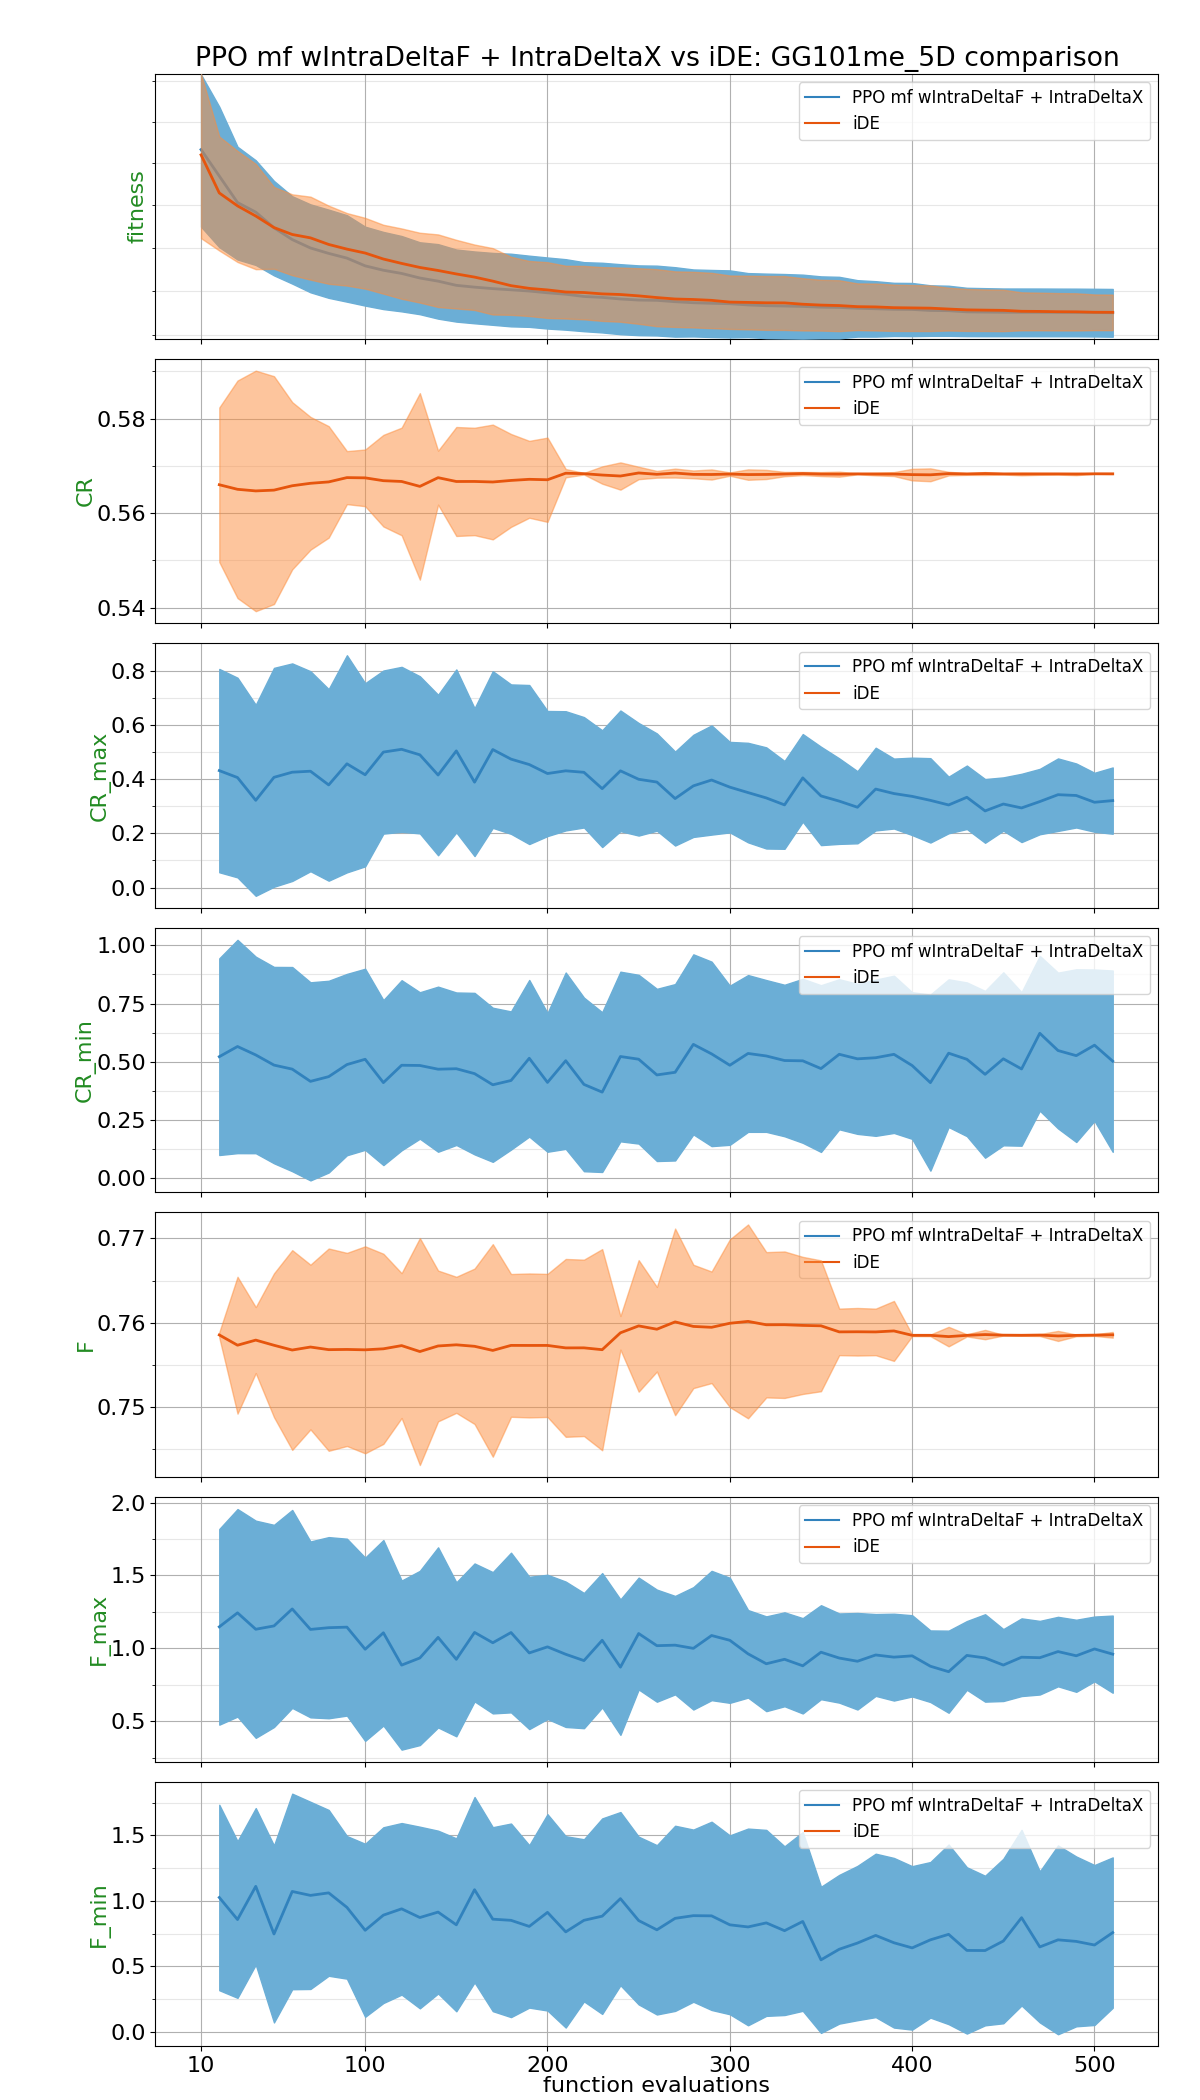 PPO mf wIntraDeltaF + IntraDeltaX vs iDE: GG101me_5D comparison
fitness
PPO mf wIntraDeltaF + IntraDeltaX
iDE
CR
0.58
0.56
0.54
PPO mf wIntraDeltaF + IntraDeltaX
iDE
CR_max
0.8
0.6
0.4
0.2
0.0
PPO mf wIntraDeltaF + IntraDeltaX
iDE
CR_min
1.00
0.75
0.50
0.25
0.00
PPO mf wIntraDeltaF + IntraDeltaX
iDE
F
0.77
0.76
0.75
PPO mf wIntraDeltaF + IntraDeltaX
iDE
F_max
2.0
1.5
1.0
0.5
PPO mf wIntraDeltaF + IntraDeltaX
iDE
F_min
1.5
1.0
0.5
0.0
PPO mf wIntraDeltaF + IntraDeltaX
iDE
10 100 200 300 400 500
function evaluations